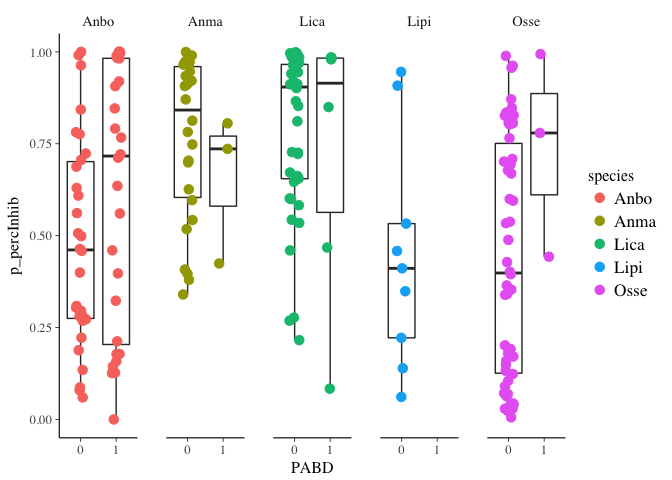 Anbo Anma Lica Lipi Osse
1.00
0.75
0.50
0.25
0.00
p_percInhib
0 1 0 1 0 1 0 1 0 1
PABD
species
Anbo
Anma
Lica
Lipi
Osse